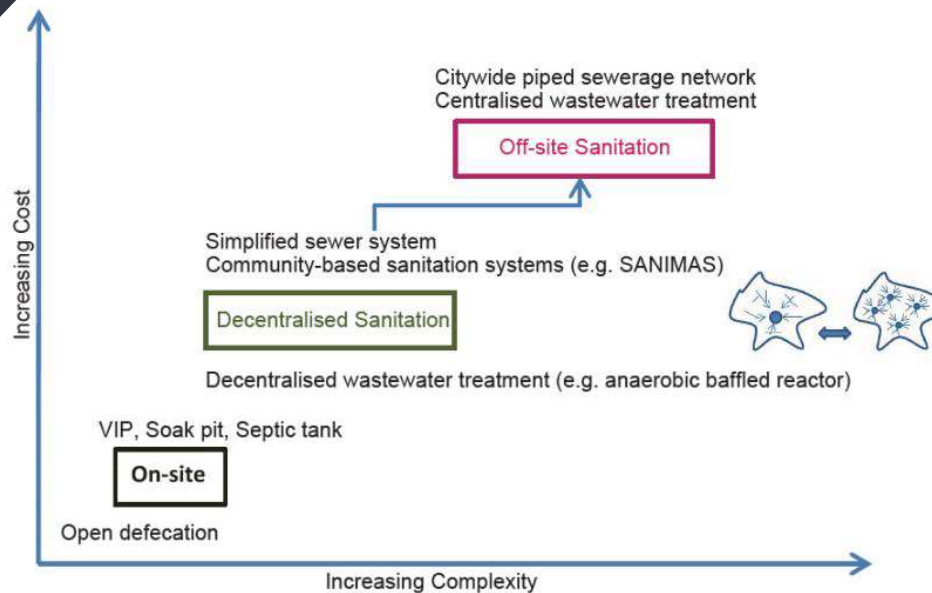 Citywide piped sewerage network
Centralised wastewater treatment
Off-site Sanitation
Increasing Cost
Simplified sewer system
Community-based sanitation systems (e.g. SANIMAS)
Decentralised Sanitation
Decentralised wastewater treatment (e.g. anaerobic baffled reactor)
VIP, Soak pit, Septic tank
On-site
Open defecation
Increasing Complexity